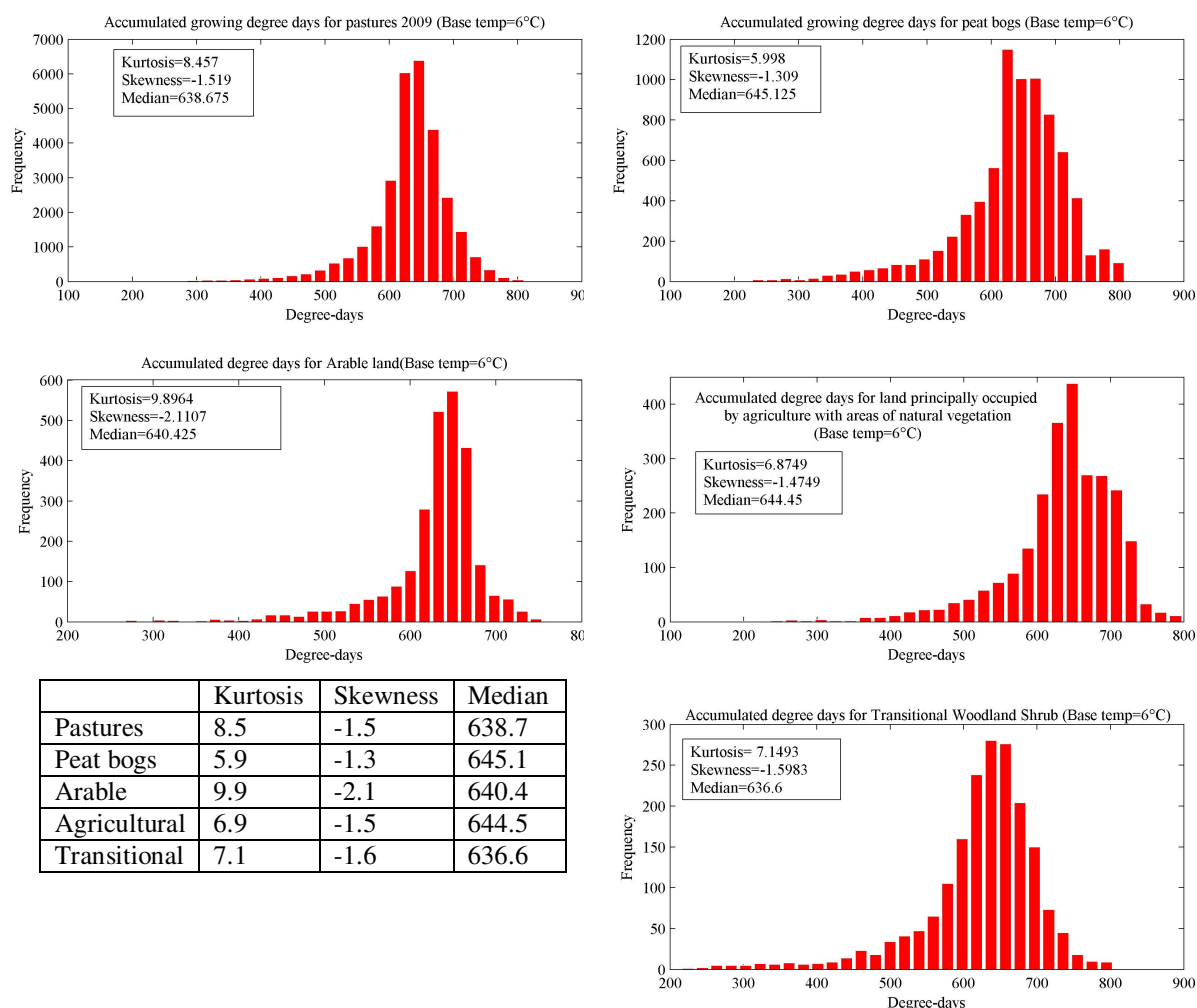 Accumulated growing degree days for pastures 2009 (Base temp=6°C)
7000
6000
5000
4000
3000
2000
1000
0
Frequency
Kurtosis=8.457
Skewness=-1.519
Median=638.675
100 200 300 400 500 600 700 800 90
Degree-days
Accumulated growing degree days for peat bogs (Base temp=6°C)
1200
1000
800
600
400
200
0
Frequency
Kurtosis=5.998
Skewness=-1.309
Median=645.125
100 200 300 400 500 600 700 800 900
Degree-days
Accumulated degree days for Arable land(Base temp=6°C)
600
500
400
300
200
100
0
Frequency
Kurtosis=9.8964
Skewness=-2.1107
Median=640.425
200 300 400 500 600 700 80
Degree-days
Accumulated degree days for land principally occupied
by agriculture with areas of natural vegetation
(Base temp=6°C)
400
300
200
100
0
Frequency
Kurtosis=6.8749
Skewness=-1.4749
Median=644.45
100 200 300 400 500 600 700 800
Degree-days
Kurtosis Skewness Median
Pastures 8.5 -1.5 638.7
Peat bogs 5.9 -1.3 645.1
Arable 9.9 -2.1 640.4
Agricultural 6.9 -1.5 644.5
Transitional 7.1 -1.6 636.6
Accumulated degree days for Transitional Woodland Shrub (Base temp=6°C)
300
250
200
150
100
50
0
Frequency
Kurtosis= 7.1493
Skewness=-1.5983
Median=636.6
200 300 400 500 600 700 800 900
Degree-days